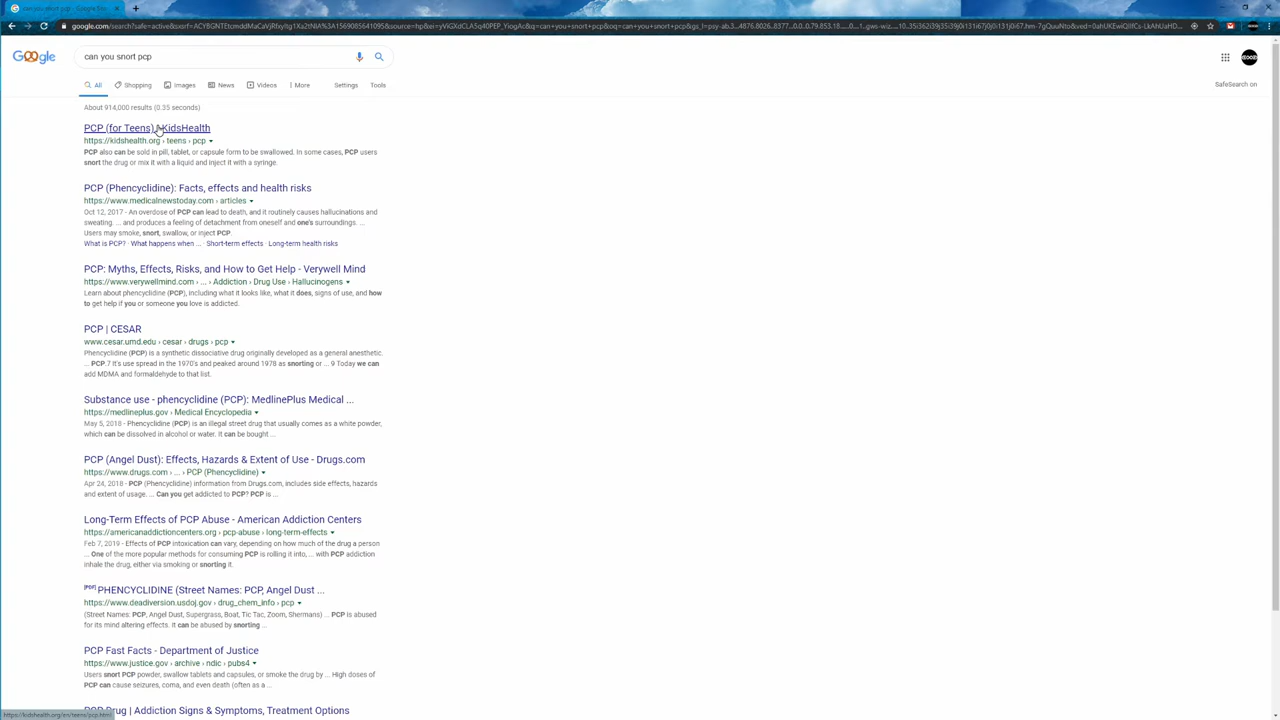 can you snort pcp - Google Sear
Google
can you snort pcp
All Shopping Images News Videos More Settings Tools
SafeSearch on
About 914,000 results (0.35 seconds)
PCP (for Teens) KidsHealth
https://kidshealth.org › teens › pcp
PCP also can be sold in pill, tablet, or capsule form to be swallowed. In some cases, PCP users
snort the drug or mix it with a liquid and inject it with a syringe.
PCP (Phencyclidine): Facts, effects and health risks
https://www.medicalnewstoday.com › articles
Oct 12, 2017 - An overdose of PCP can lead to death, and it routinely causes hallucinations and
sweating. ... and produces a feeling of detachment from oneself and one's surroundings. ...
Users may smoke, snort, swallow, or inject PCP.
What is PCP? · What happens when ... · Short-term effects · Long-term health risks
PCP: Myths, Effects, Risks, and How to Get Help - Verywell Mind
https://www.verywellmind.com › ... › Addiction › Drug Use › Hallucinogens
Learn about phencyclidine (PCP), including what it looks like, what it does, signs of use, and how
to get help if you or someone you love is addicted.
PCP | CESAR
www.cesar.umd.edu › cesar › drugs › pcp
Phencyclidine (PCP) is a synthetic dissociative drug originally developed as a general anesthetic.
... PCP.7 It's use spread in the 1970's and peaked around 1978 as snorting or ... 9 Today we can
add MDMA and formaldehyde to that list.
Substance use - phencyclidine (PCP): MedlinePlus Medical ...
https://medlineplus.gov › Medical Encyclopedia
May 5, 2018 - Phencyclidine (PCP) is an illegal street drug that usually comes as a white powder,
which can be dissolved in alcohol or water. It can be bought ...
PCP (Angel Dust): Effects, Hazards & Extent of Use - Drugs.com
https://www.drugs.com › ... › PCP (Phencyclidine)
Apr 24, 2018 - PCP (Phencyclidine) information from Drugs.com, includes side effects, hazards
and extent of usage. ... Can you get addicted to PCP? PCP is ...
Long-Term Effects of PCP Abuse - American Addiction Centers
https://americanaddictioncenters.org › pcp-abuse › long-term-effects
Feb 7, 2019 - Effects of PCP intoxication can vary, depending on how much of the drug a person
... One of the more popular methods for consuming PCP is rolling it into, ... with PCP addiction
inhale the drug, either via smoking or snorting it.
[PDF] PHENCYCLIDINE (Street Names: PCP, Angel Dust ...
https://www.deadiversion.usdoj.gov › drug_chem_info › pcp
(Street Names: PCP, Angel Dust, Supergrass, Boat, Tic Tac, Zoom, Shermans) ... PCP is abused
for its mind altering effects. It can be abused by snorting ...
PCP Fast Facts - Department of Justice
https://www.justice.gov › archive › ndic › pubs4
Users snort PCP powder, swallow tablets and capsules, or smoke the drug by ... High doses of
PCP can cause seizures, coma, and even death (often as a ...
PCP Drug | Addiction Signs & Symptoms, Treatment Options
https://kidshealth.org/en/teens/pcp.html